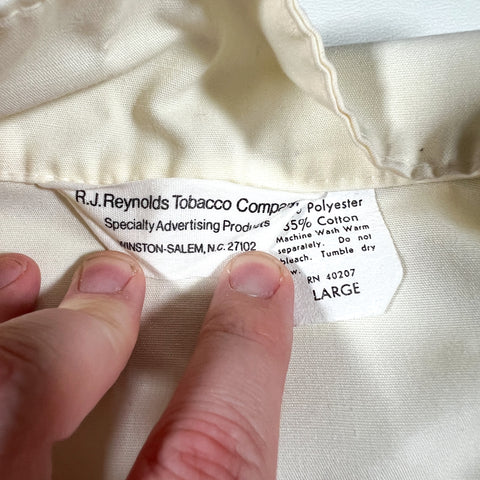 R.J. Reynolds Tobacco Company
Specialty Advertising Products
WINSTON-SALEM, N.C. 27102
Polyester
35% Cotton
Machine Wash Warm
separately. Do not
bleach. Tumble dry
RN 40207
LARGE